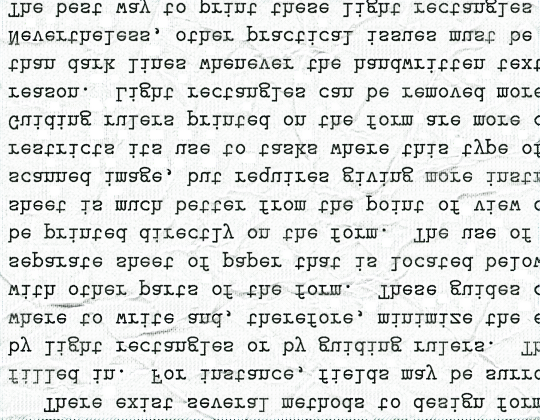 There exist several methods to design form
filled in. For instance, fields may be surro
by light rectangles or by guiding rulers. Th
where to write and, therefore, minimize the e
with other parts of the form. These guides
separate sheet of paper that is located below
be printed directly on the form. The use of
sheet is much better from the point of view
scanned image, but requires giving more instr
restricts its use to tasks where this type of
Guiding rulers printed on the form are more
reason. Light rectangles can be removed more
than dark lines whenever the handwritten text
Nevertheless, other practical issues must be
The best way to print these light rectangles